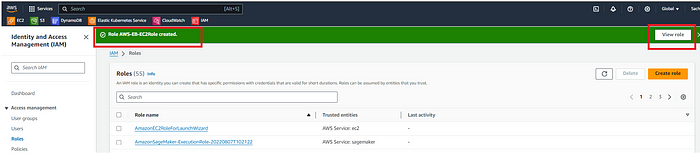 aws Services Search [Alt+S] Global Sach
EC2 S3 DynamoDB Elastic Kubernetes Service CloudWatch IAM
Identity and Access Management (IAM)
Search IAM
Dashboard
Access management
User groups
Users
Roles
Policies
Role AWS-EB-EC2Role created.
View role
IAM > Roles
Roles (55) Info
An IAM role is an identity you can create that has specific permissions with credentials that are valid for short durations. Roles can be assumed by entities that you trust.
Delete
Create role
Search
1 2 3
Role name Trusted entities Last activity
AmazonEC2RoleForLaunchWizard AWS Service: ec2 -
AmazonSageMaker-ExecutionRole-20220607T102122 AWS Service: sagemaker -